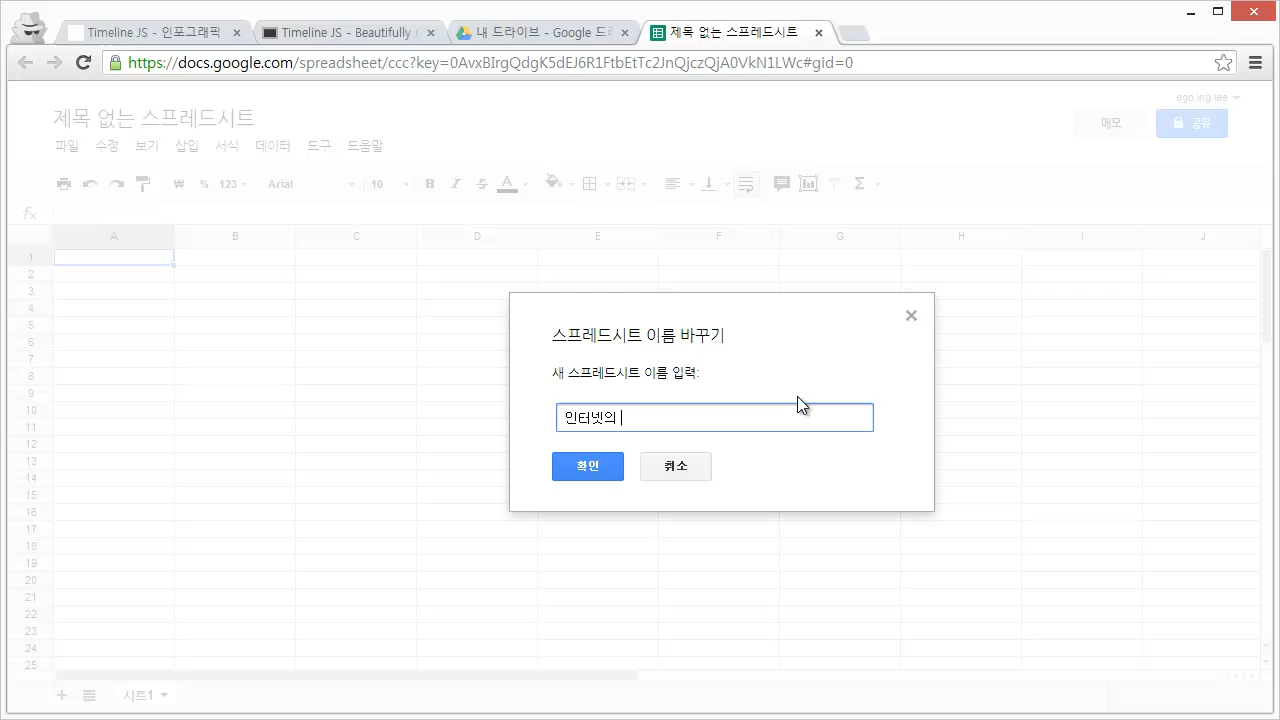 Timeline JS - 인포그래픽
Timeline JS - Beautifully
내 드라이브 - Google 드라
제목 없는 스프레드시트
https://docs.google.com/spreadsheet/ccc?key=0AvxBIrgQdgK5dEJ6R1FtbEtTc2JnQjczQjA0VkN1LWc#gid=0
ego ing lee
제목 없는 스프레드시트
메모
공유
파일 수정 보기 삽입 서식 데이터 도구 도움말
₩ % 123 Arial 10 B I S A Σ
fx
A B C D E F G H I J
1
2
3
4
5
6
7
8
9
10
11
12
13
14
15
16
17
18
19
20
21
22
23
24
25
스프레드시트 이름 바꾸기
새 스프레드시트 이름 입력:
인터넷의
확인 취소
시트1